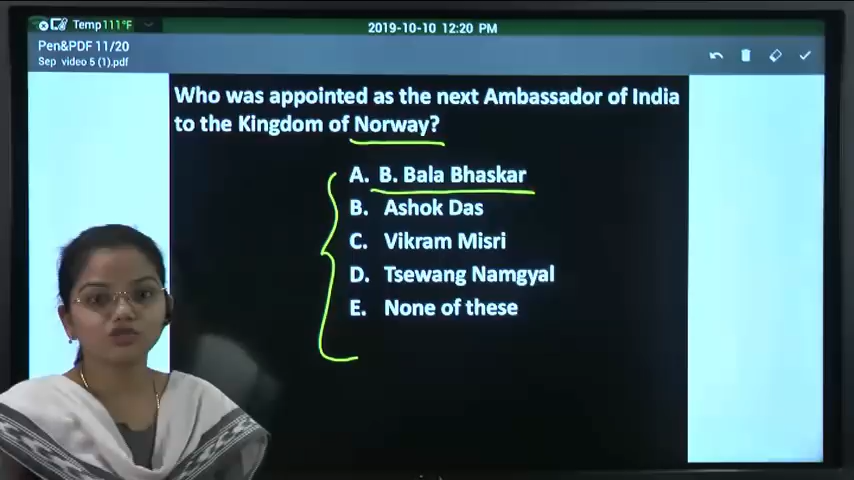 Temp 111°F
2019-10-10 12:20 PM
Pen&PDF 11/20
Sep video 5 (1).pdf
Who was appointed as the next Ambassador of India
to the Kingdom of Norway?
A. B. Bala Bhaskar
B. Ashok Das
C. Vikram Misri
D. Tsewang Namgyal
E. None of these